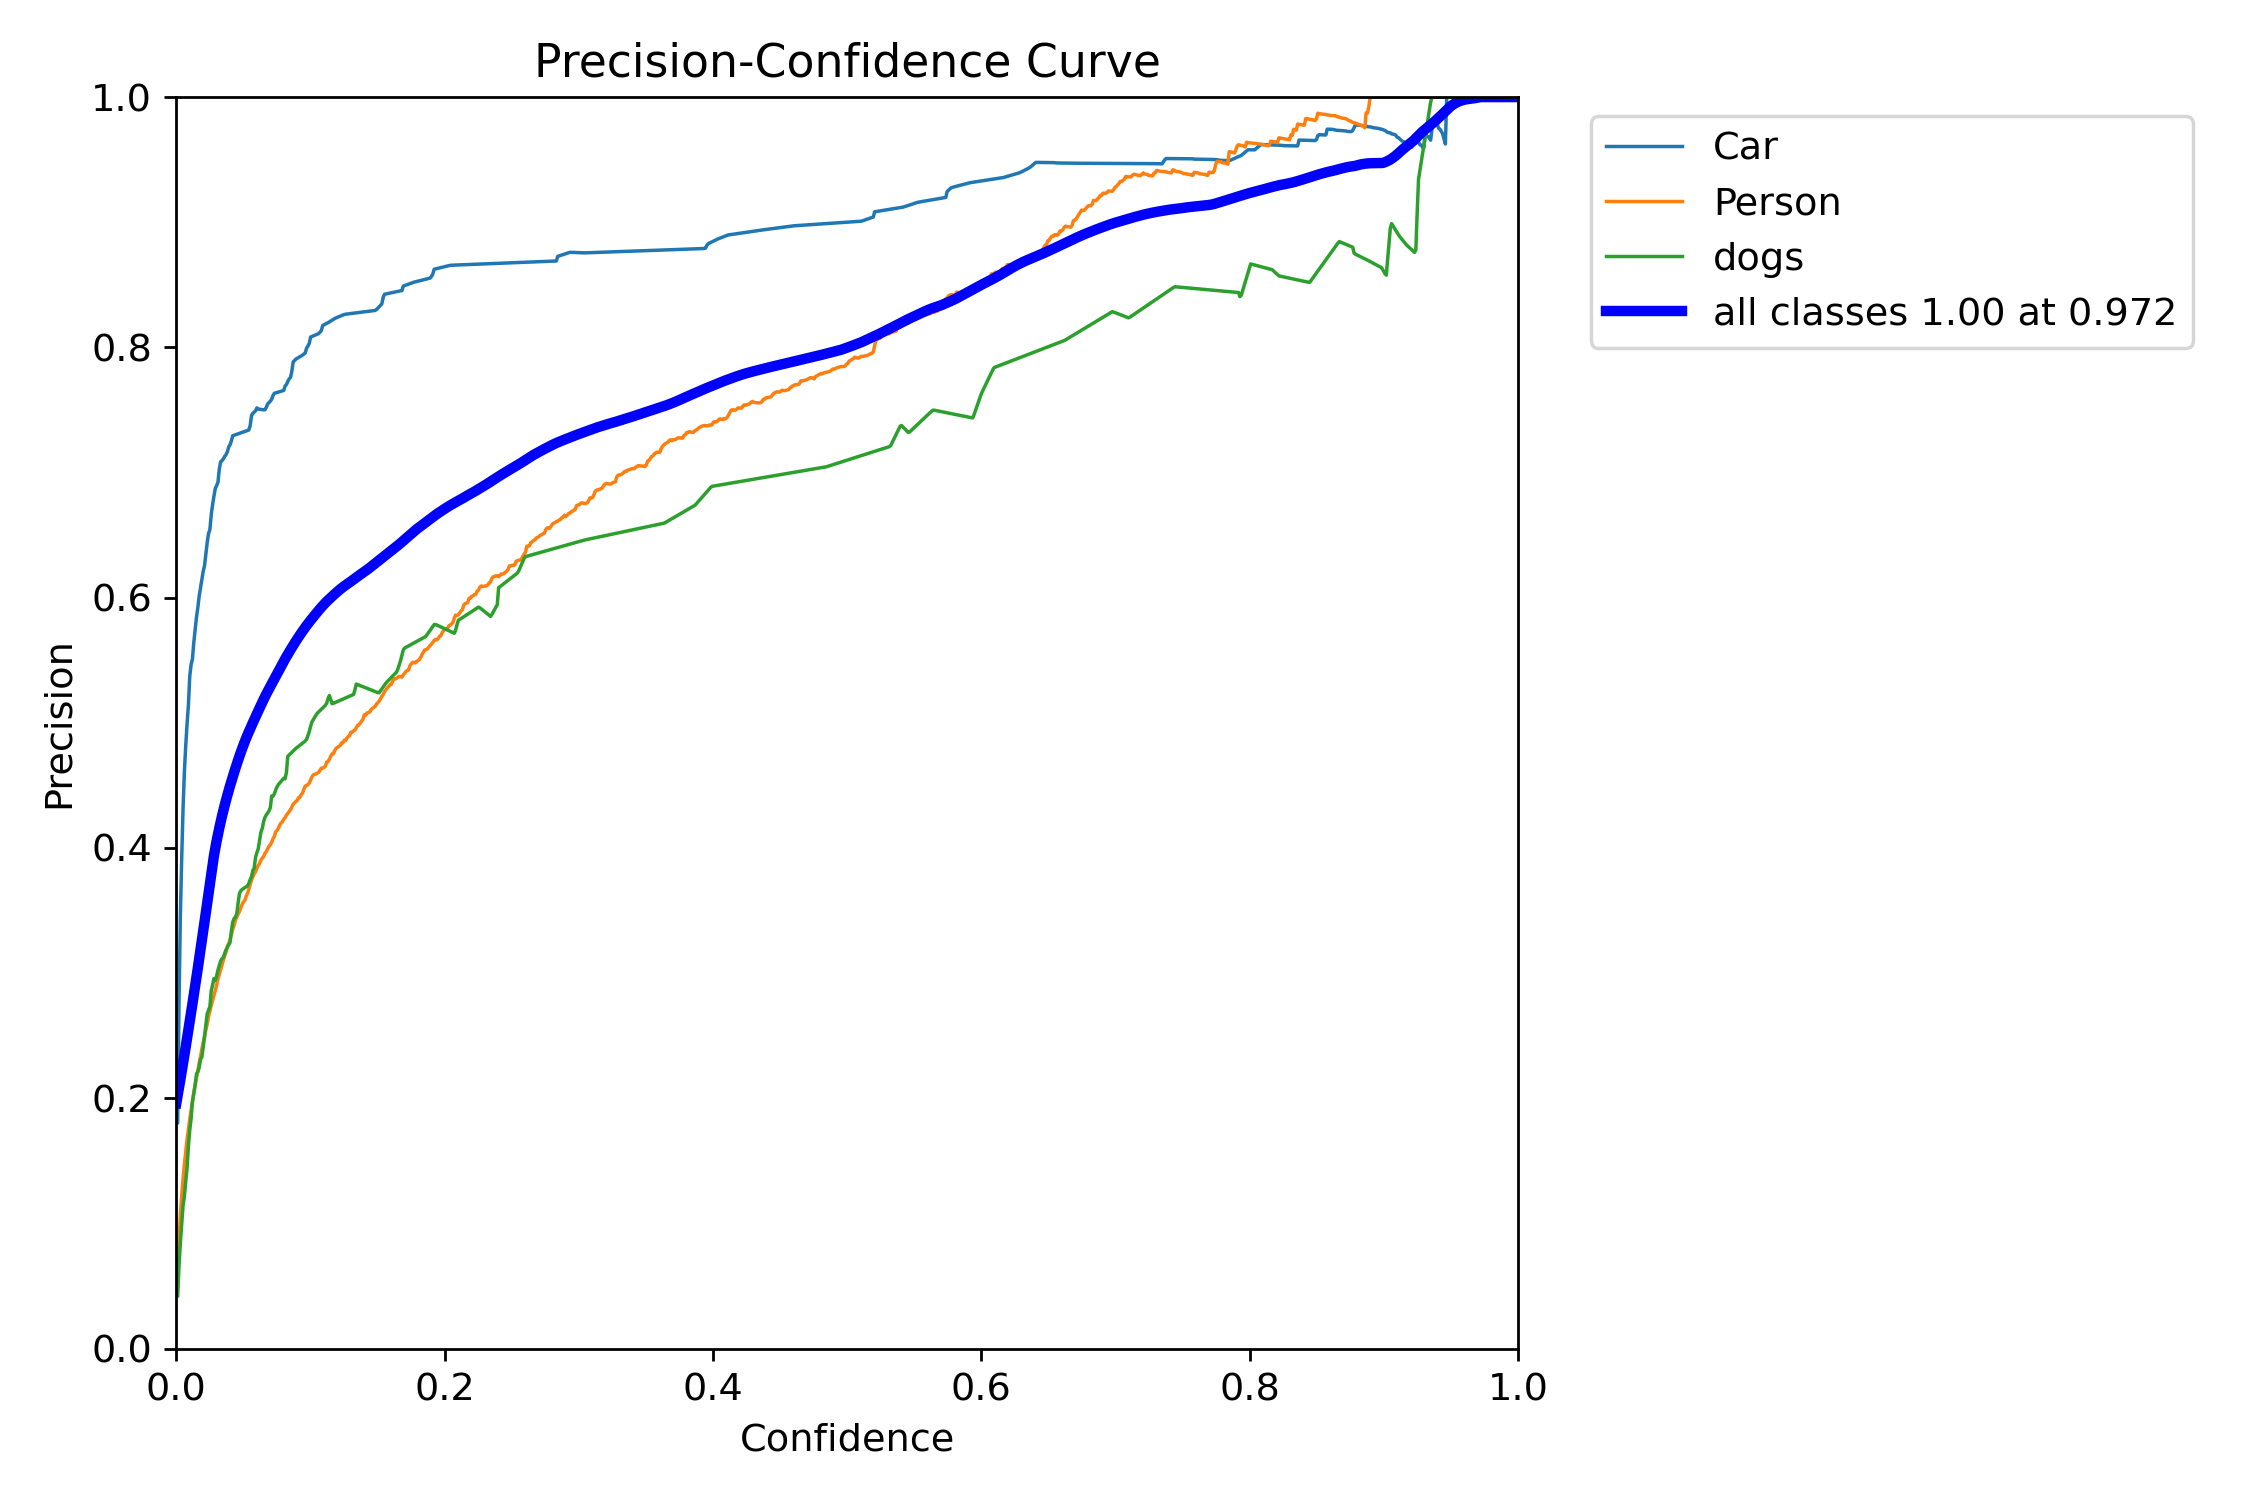 Precision-Confidence Curve
1.0
0.8
0.6
0.4
0.2
0.0
Precision
0.0 0.2 0.4 0.6 0.8 1.0
Confidence
Car
Person
dogs
all classes 1.00 at 0.972